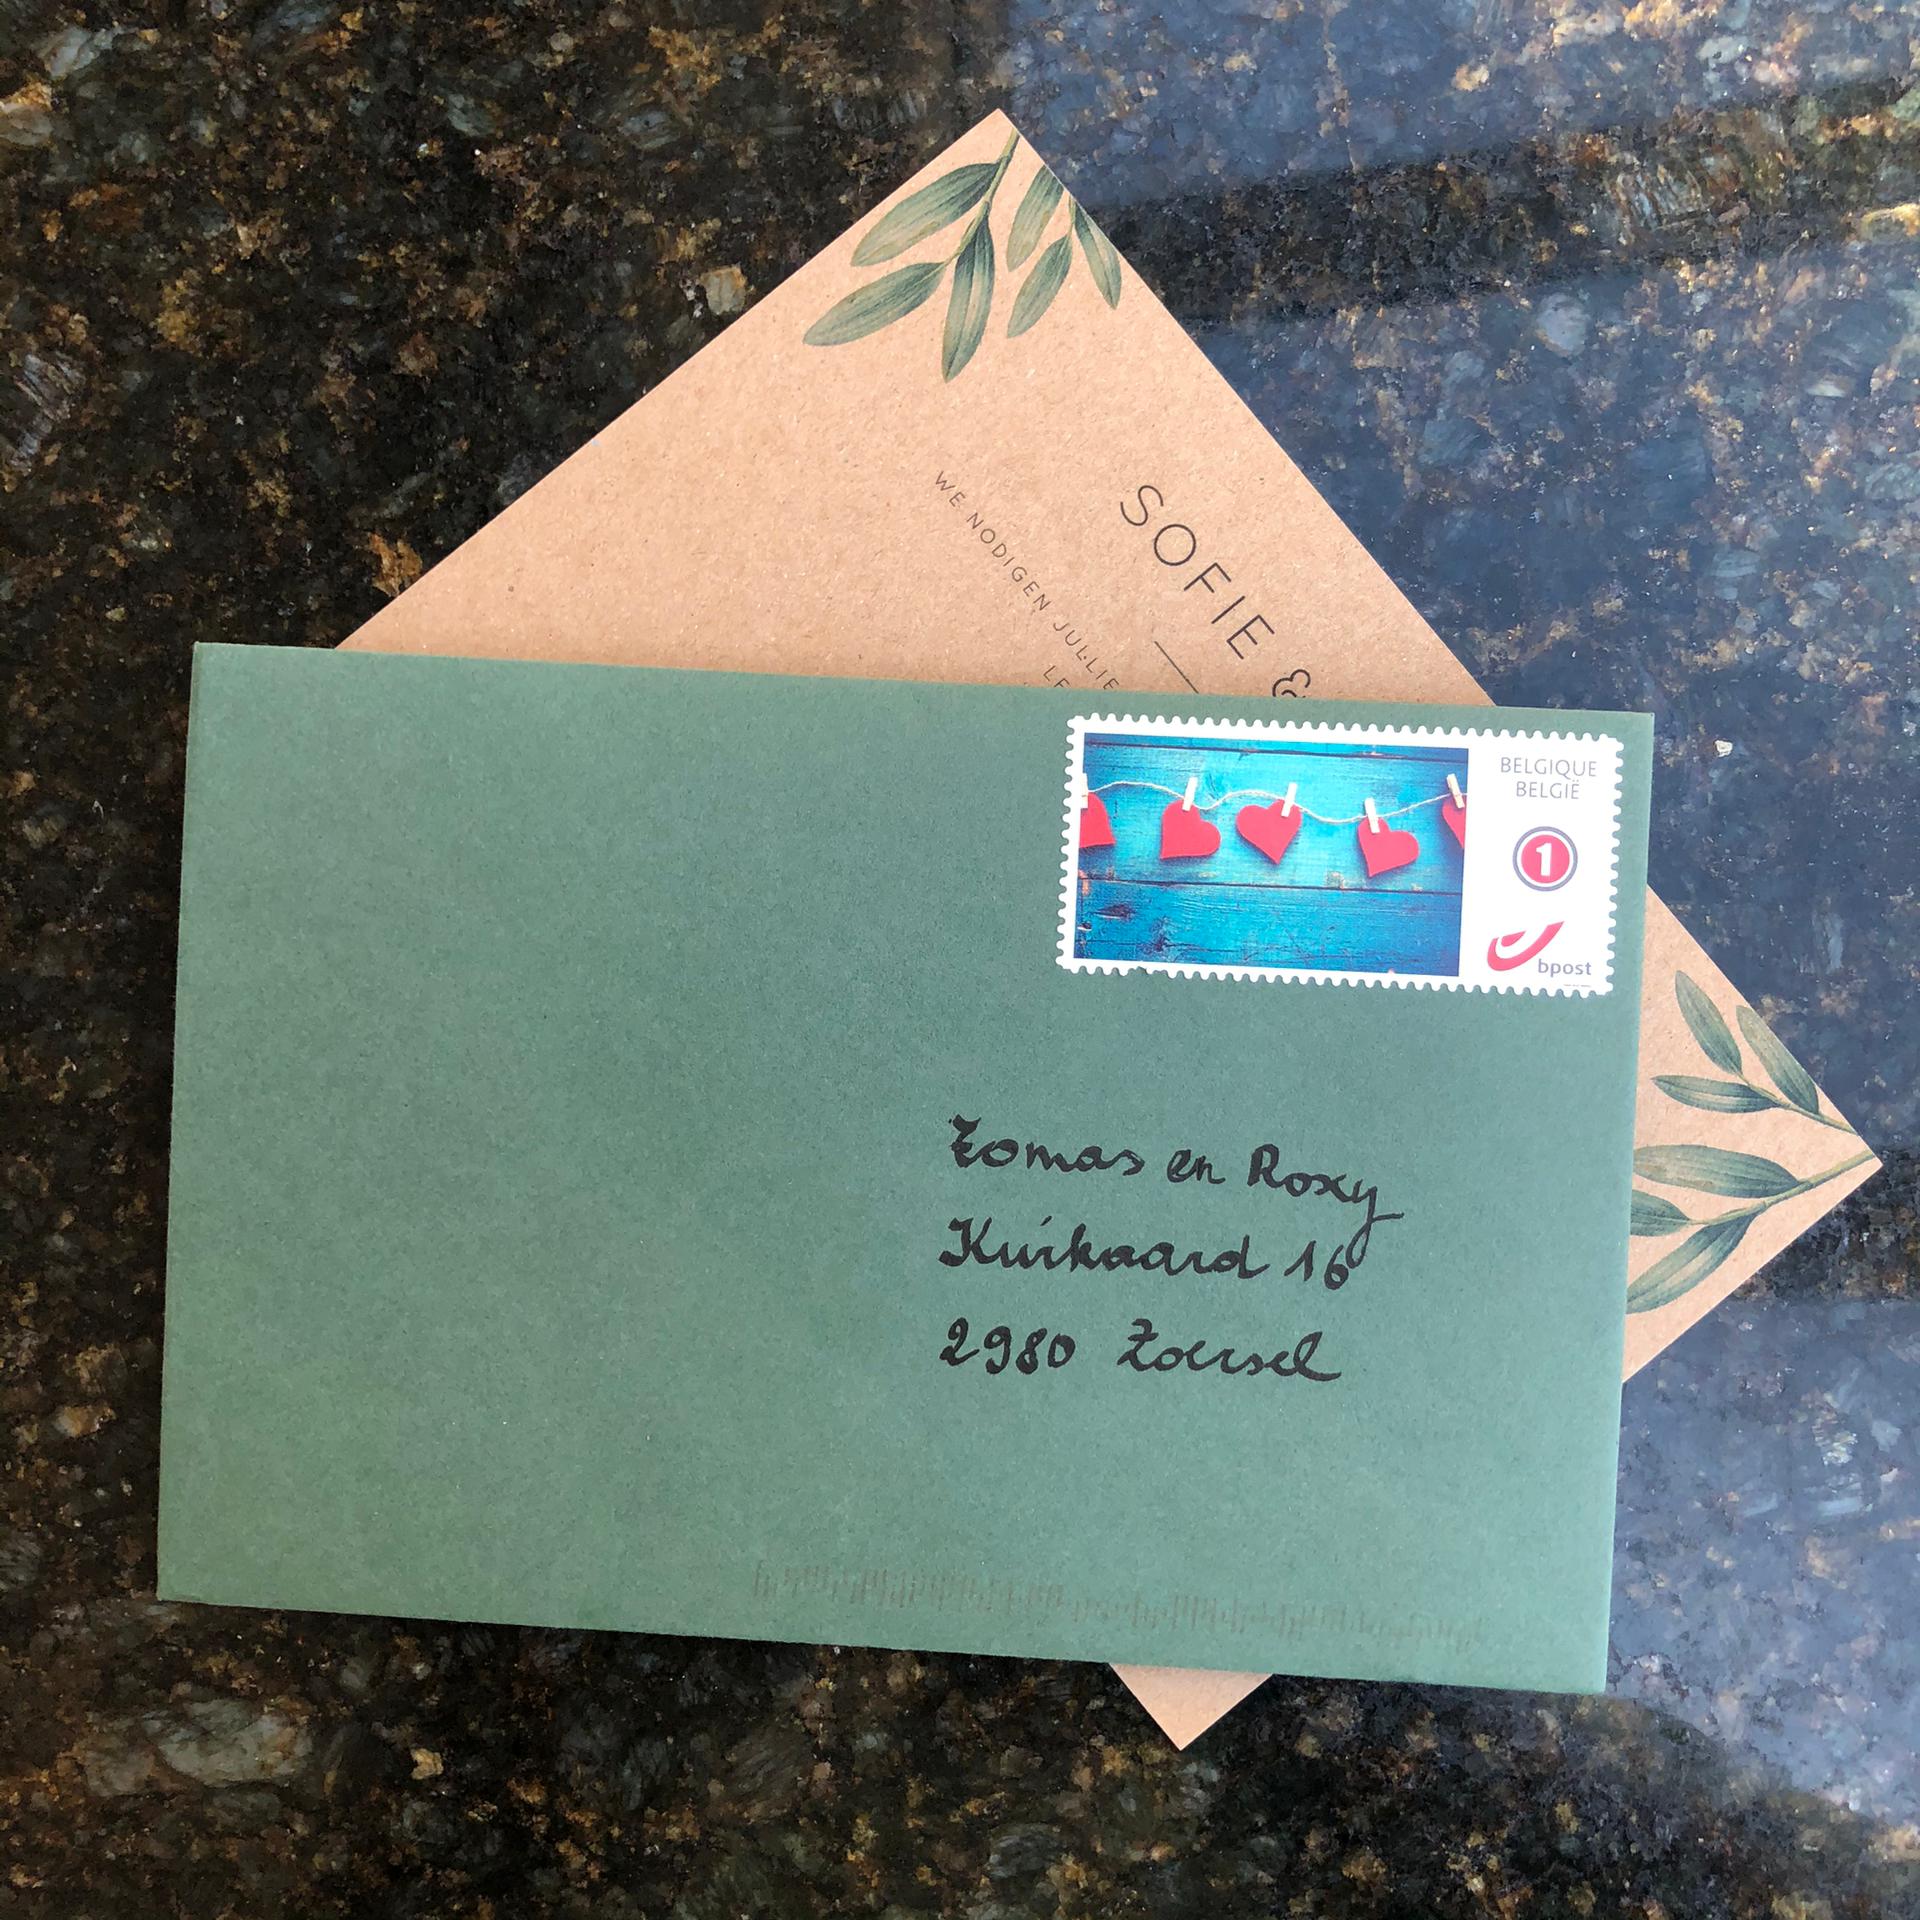 SOFIE &
WE NODIGEN JULLIE
BELGIQUE
BELGIË
1
bpost
Tomas en Roxy
Kuikaard 16
2980 Zoersel